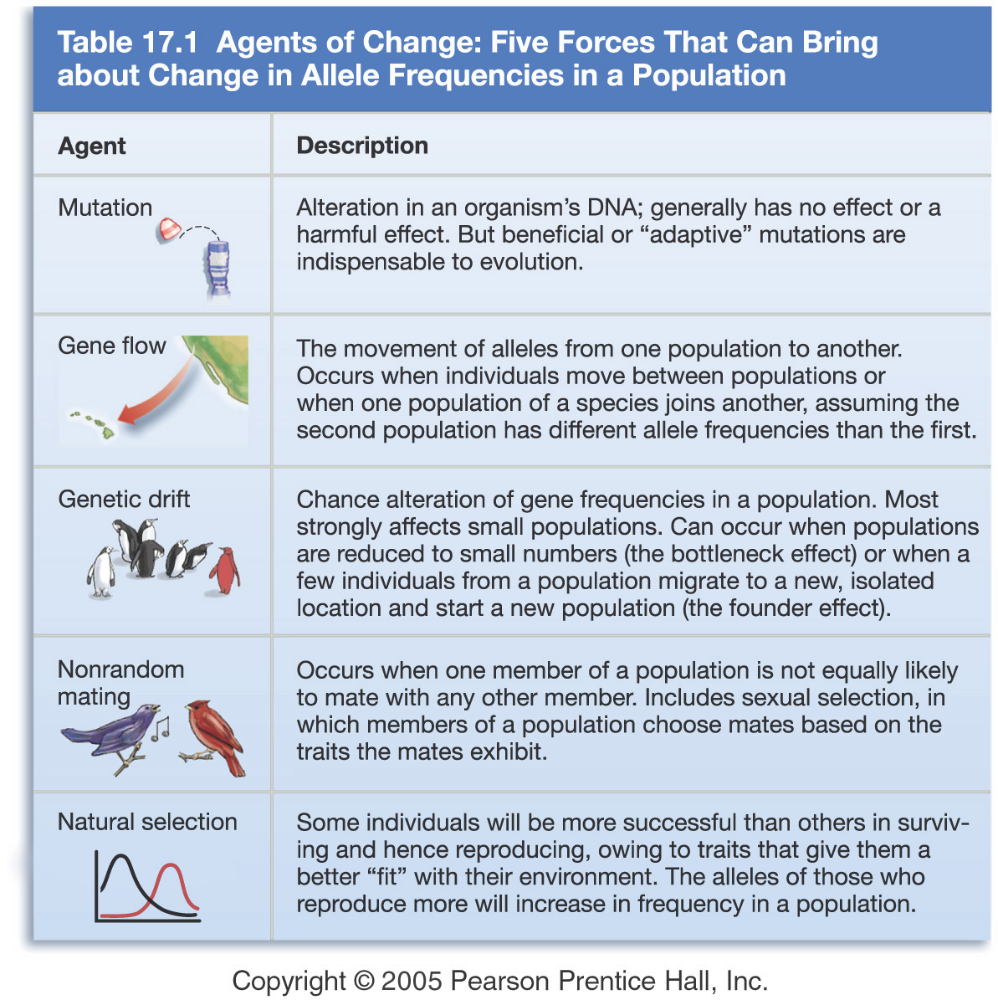 Table 17.1 Agents of Change: Five Forces That Can Bring
about Change in Allele Frequencies in a Population
Agent
Description
Mutation
Alteration in an organism’s DNA; generally has no effect or a
harmful effect. But beneficial or “adaptive” mutations are
indispensable to evolution.
Gene flow
The movement of alleles from one population to another.
Occurs when individuals move between populations or
when one population of a species joins another, assuming the
second population has different allele frequencies than the first.
Genetic drift
Chance alteration of gene frequencies in a population. Most
strongly affects small populations. Can occur when populations
are reduced to small numbers (the bottleneck effect) or when a
few individuals from a population migrate to a new, isolated
location and start a new population (the founder effect).
Nonrandom
mating
Occurs when one member of a population is not equally likely
to mate with any other member. Includes sexual selection, in
which members of a population choose mates based on the
traits the mates exhibit.
Natural selection
Some individuals will be more successful than others in surviv-
ing and hence reproducing, owing to traits that give them a
better “fit” with their environment. The alleles of those who
reproduce more will increase in frequency in a population.
Copyright © 2005 Pearson Prentice Hall, Inc.